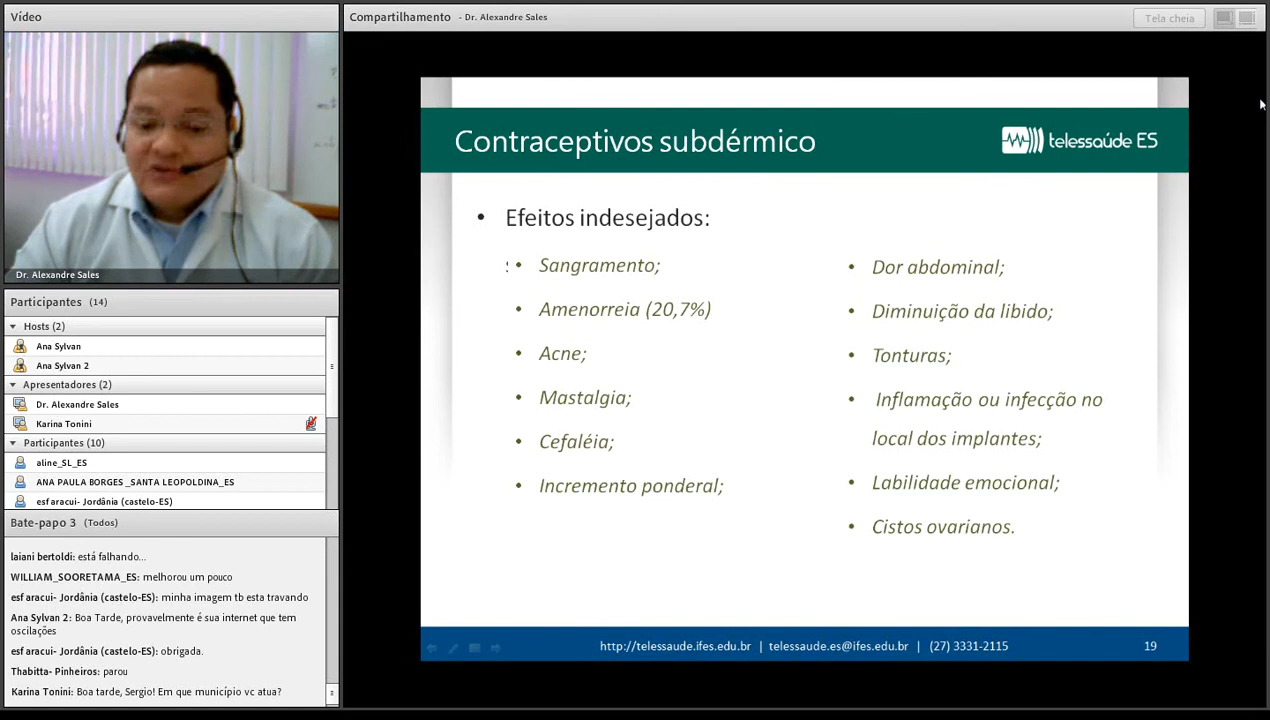 Vídeo
Dr. Alexandre Sales
Participantes (14)
Hosts (2)
Ana Sylvan
Ana Sylvan 2
Apresentadores (2)
Dr. Alexandre Sales
Karina Tonini
Participantes (10)
aline_SL_ES
ANA PAULA BORGES _SANTA LEOPOLDINA_ES
esf aracui- Jordânia (castelo-ES)
Bate-papo 3 (Todos)
laiani bertoldi: está falhando...
WILLIAM_SOORETAMA_ES: melhorou um pouco
esf aracui- Jordânia (castelo-ES): minha imagem tb esta travando
Ana Sylvan 2: Boa Tarde, provavelmente é sua internet que tem
oscilações
esf aracui- Jordânia (castelo-ES): obrigada.
Thabitta- Pinheiros: parou
Karina Tonini: Boa tarde, Sergio! Em que município vc atua?
Compartilhamento - Dr. Alexandre Sales
Tela cheia
Contraceptivos subdérmico
telessaúde ES
• Efeitos indesejados:
• Sangramento;
• Amenorreia (20,7%)
• Acne;
• Mastalgia;
• Cefaléia;
• Incremento ponderal;
• Dor abdominal;
• Diminuição da libido;
• Tonturas;
• Inflamação ou infecção no
local dos implantes;
• Labilidade emocional;
• Cistos ovarianos.
http://telessaude.ifes.edu.br | telessaude.es@ifes.edu.br | (27) 3331-2115
19